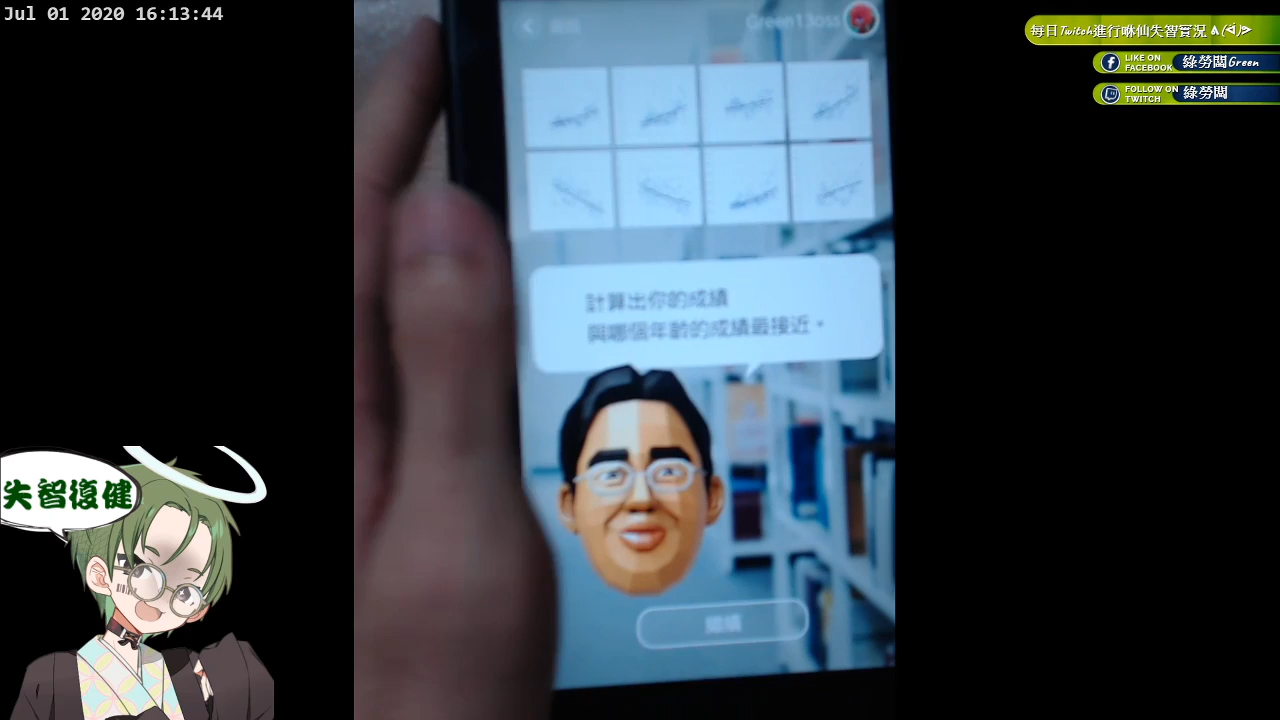 Jul 01 2020 16:13:44
每日Twitch進行咻仙失智實況
LIKE ON
FACEBOOK
綠勞闆Green
FOLLOW ON
TWITCH
綠勞闆
Green13oss
計算出你的成績
與哪個年齡的成績最接近。
繼續
失智復健